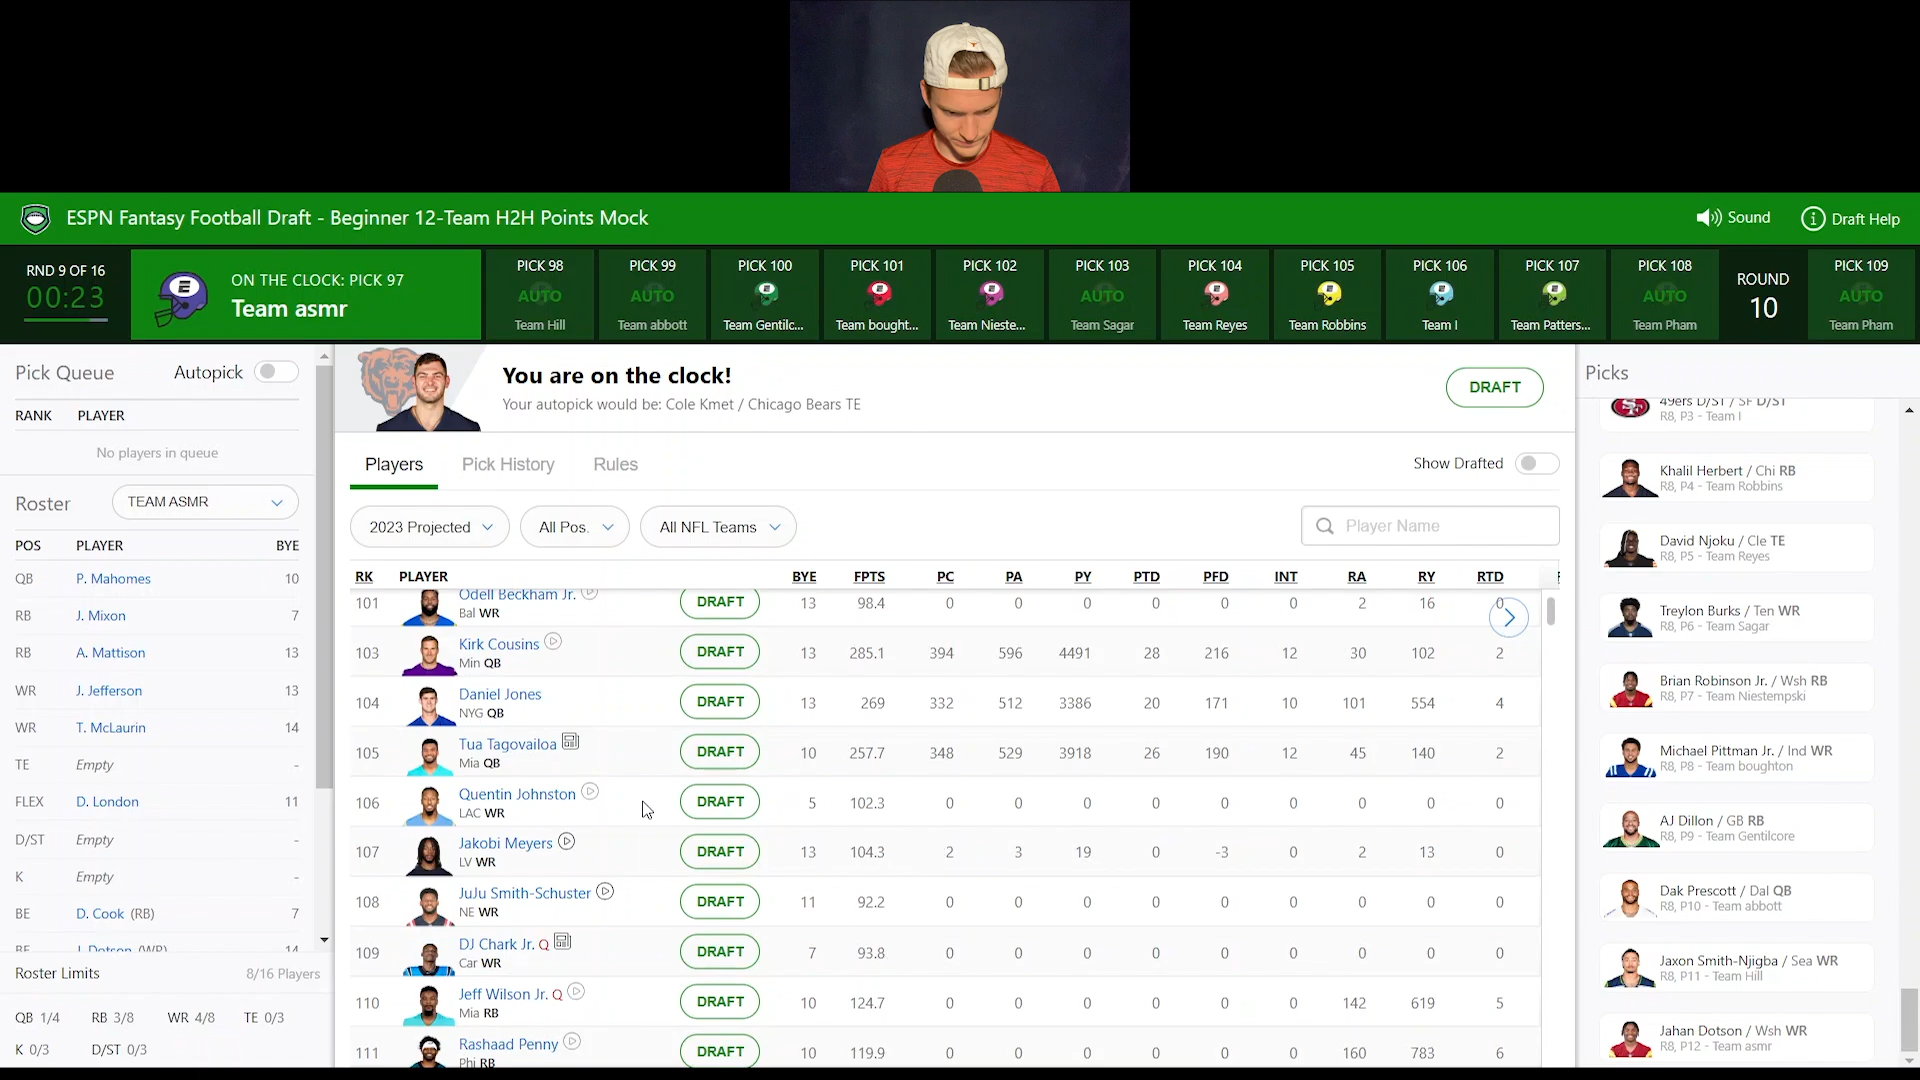 ESPN Fantasy Football Draft - Beginner 12-Team H2H Points Mock
Sound
Draft Help
RND 9 OF 16
00:23
ON THE CLOCK: PICK 97
Team asmr
PICK 98
AUTO
Team Hill
PICK 99
AUTO
Team abbott
PICK 100
Team Gentilc...
PICK 101
Team bought...
PICK 102
Team Nieste...
PICK 103
AUTO
Team Sagar
PICK 104
Team Reyes
PICK 105
Team Robbins
PICK 106
Team I
PICK 107
Team Patters...
PICK 108
AUTO
Team Pham
ROUND
10
PICK 109
AUTO
Team Pham
Pick Queue
Autopick
RANK PLAYER
No players in queue
Roster
TEAM ASMR
POS PLAYER BYE
QB P. Mahomes 10
RB J. Mixon 7
RB A. Mattison 13
WR J. Jefferson 13
WR T. McLaurin 14
TE Empty -
FLEX D. London 11
D/ST Empty -
K Empty -
BE D. Cook (RB) 7
BE J. Dotson (WR) 14
Roster Limits 8/16 Players
QB 1/4 RB 3/8 WR 4/8 TE 0/3
K 0/3 D/ST 0/3
You are on the clock!
Your autopick would be: Cole Kmet / Chicago Bears TE
DRAFT
Players Pick History Rules
Show Drafted
2023 Projected
All Pos.
All NFL Teams
Player Name
RK PLAYER BYE FPTS PC PA PY PTD PFD INT RA RY RTD
101 Odell Beckham Jr. Bal WR DRAFT 13 98.4 0 0 0 0 0 0 2 16 0
103 Kirk Cousins Min QB DRAFT 13 285.1 394 596 4491 28 216 12 30 102 2
104 Daniel Jones NYG QB DRAFT 13 269 332 512 3386 20 171 10 101 554 4
105 Tua Tagovailoa Mia QB DRAFT 10 257.7 348 529 3918 26 190 12 45 140 2
106 Quentin Johnston LAC WR DRAFT 5 102.3 0 0 0 0 0 0 0 0 0
107 Jakobi Meyers LV WR DRAFT 13 104.3 2 3 19 0 -3 0 2 13 0
108 JuJu Smith-Schuster NE WR DRAFT 11 92.2 0 0 0 0 0 0 0 0 0
109 DJ Chark Jr. Q Car WR DRAFT 7 93.8 0 0 0 0 0 0 0 0 0
110 Jeff Wilson Jr. Q Mia RB DRAFT 10 124.7 0 0 0 0 0 0 142 619 5
111 Rashaad Penny Phi RB DRAFT 10 119.9 0 0 0 0 0 0 160 783 6
Picks
49ers D/ST / SF D/ST
R8, P3 - Team I
Khalil Herbert / Chi RB
R8, P4 - Team Robbins
David Njoku / Cle TE
R8, P5 - Team Reyes
Treylon Burks / Ten WR
R8, P6 - Team Sagar
Brian Robinson Jr. / Wsh RB
R8, P7 - Team Niestempski
Michael Pittman Jr. / Ind WR
R8, P8 - Team boughton
AJ Dillon / GB RB
R8, P9 - Team Gentilcore
Dak Prescott / Dal QB
R8, P10 - Team abbott
Jaxon Smith-Njigba / Sea WR
R8, P11 - Team Hill
Jahan Dotson / Wsh WR
R8, P12 - Team asmr